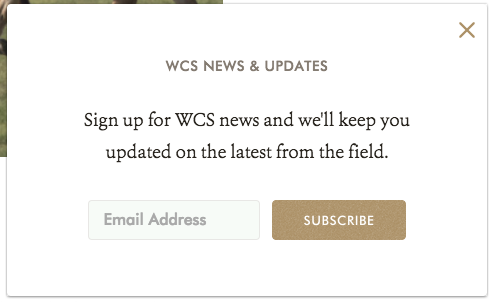 WCS NEWS & UPDATES
Sign up for WCS news and we'll keep you
updated on the latest from the field.
Email Address
SUBSCRIBE